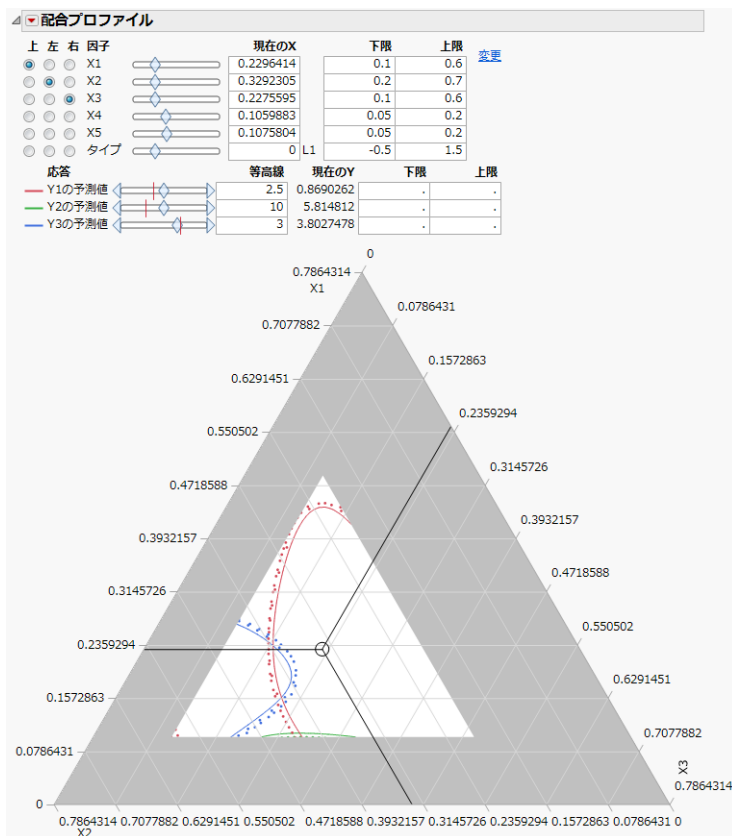 配合プロファイル
上 左 右 因子 現在のX 下限 上限 変更
X1 0.2296414 0.1 0.6
X2 0.3292305 0.2 0.7
X3 0.2275595 0.1 0.6
X4 0.1059883 0.05 0.2
X5 0.1075804 0.05 0.2
タイプ 0 L1 -0.5 1.5
応答 等高線 現在のY 下限 上限
Y1の予測値 2.5 0.8690262 . .
Y2の予測値 10 5.814812 . .
Y3の予測値 3 3.8027478 . .
0
0.7864314
X1
0.0786431
0.7077882
0.1572863
0.6291451
0.2359294
0.550502
0.3145726
0.4718588
0.3932157
0.3932157
0.4718588
0.3145726
0.550502
0.2359294
0.6291451
0.1572863
0.7077882
0.0786431
X3
0.7864314
0
0.7864314 0.7077882 0.6291451 0.550502 0.4718588 0.3932157 0.3145726 0.2359294 0.1572863 0.0786431 0
X2